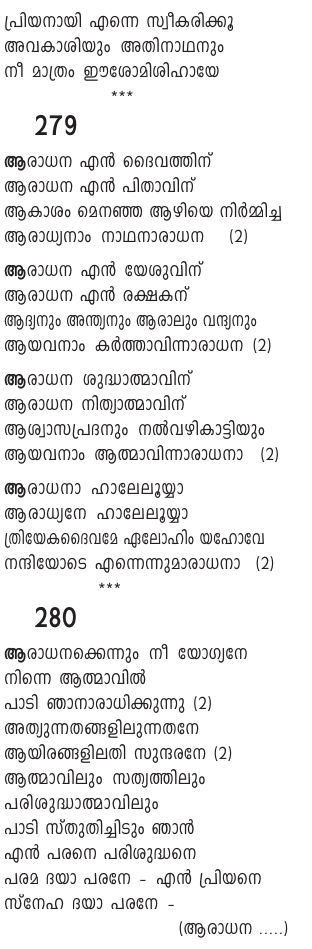 പ്രിയനായി എന്നെ സ്വീകരിക്കൂ
അവകാശിയും അതിനാഥനും
നീ മാത്രം ഈശോമിശിഹായേ
***
279
ആരാധന എൻ ദൈവത്തിന്
ആരാധന എൻ പിതാവിന്
ആകാശം മെനഞ്ഞ ആഴിയെ നിർമ്മിച്ച
ആരാധ്യനാം നാഥനാരാധന (2)
ആരാധന എൻ യേശുവിന്
ആരാധന എൻ രക്ഷകന്
ആദ്യനും അന്ത്യനും ആരാലും വന്ദ്യനും
ആയവനാം കർത്താവിന്നാരാധന (2)
ആരാധന ശുദ്ധാത്മാവിന്
ആരാധന നിത്യാത്മാവിന്
ആശ്വാസപ്രദനും നൽവഴികാട്ടിയും
ആയവനാം ആത്മാവിന്നാരാധനാ (2)
ആരാധനാ ഹാലേലൂയ്യാ
ആരാധ്യനേ ഹാലേലൂയ്യാ
ത്രിയേകദൈവമേ ഏലോഹിം യഹോവേ
നന്ദിയോടെ എന്നെന്നുമാരാധനാ (2)
***
280
ആരാധനക്കെന്നും നീ യോഗ്യനേ
നിന്നെ ആത്മാവിൽ
പാടി ഞാനാരാധിക്കുന്നു (2)
അത്യുന്നതങ്ങളിലുന്നതനേ
ആയിരങ്ങളിലതി സുന്ദരനേ (2)
ആത്മാവിലും സത്യത്തിലും
പരിശുദ്ധാത്മാവിലും
പാടി സ്തുതിച്ചിടും ഞാൻ
എൻ പരനെ പരിശുദ്ധനെ
പരമ ദയാ പരനേ - എൻ പ്രിയനെ
സ്നേഹ ദയാ പരനേ -
(ആരാധന .....)